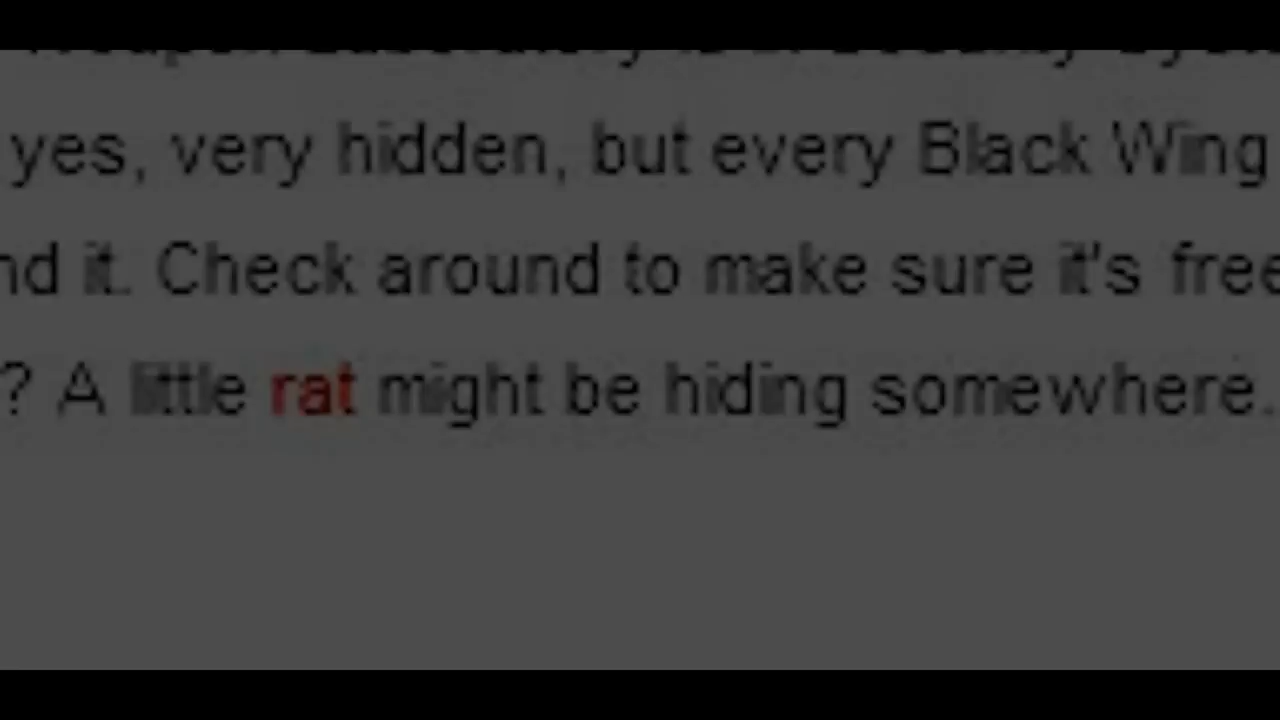 yes, very hidden, but every Black Wing
nd it. Check around to make sure it's free
? A little rat might be hiding somewhere.